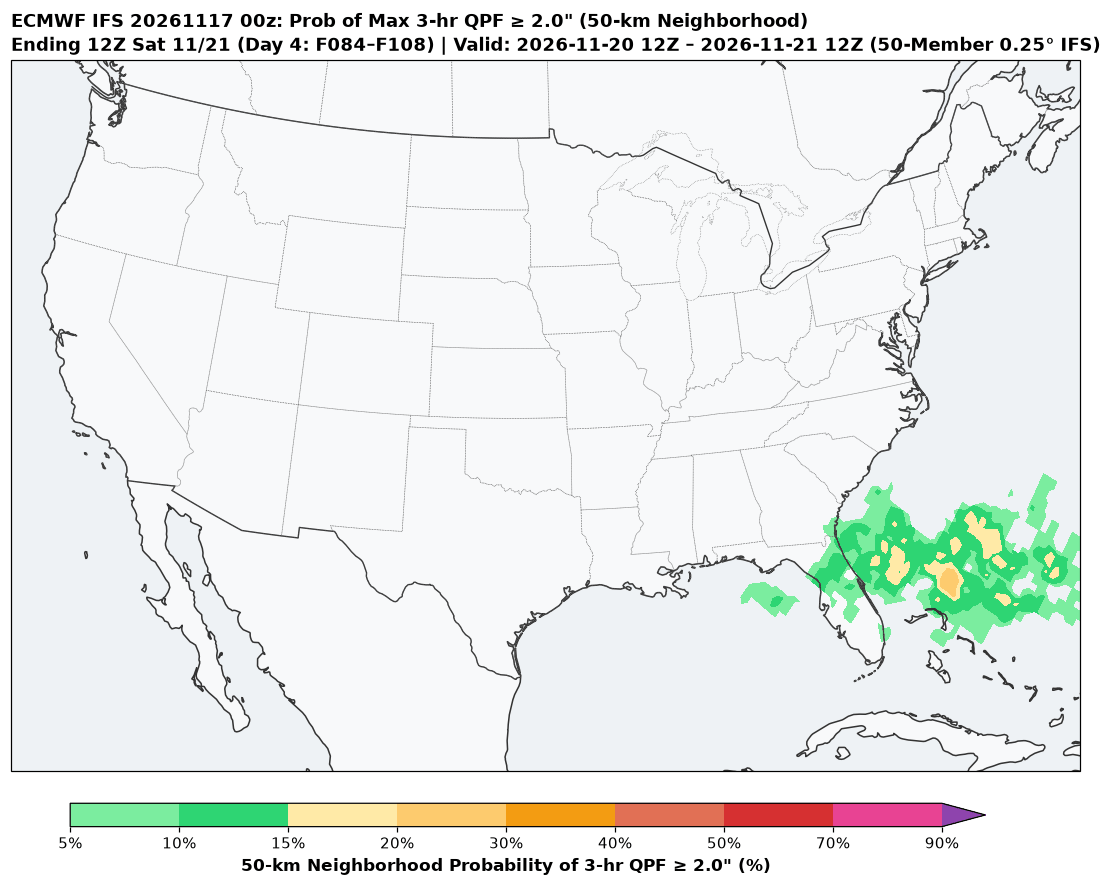 ECMWF IFS 20261117 00z: Prob of Max 3-hr QPF ≥ 2.0" (50-km Neighborhood)
Ending 12Z Sat 11/21 (Day 4: F084–F108) | Valid: 2026-11-20 12Z – 2026-11-21 12Z (50-Member 0.25° IFS)
5% 10% 15% 20% 30% 40% 50% 70% 90%
50-km Neighborhood Probability of 3-hr QPF ≥ 2.0" (%)